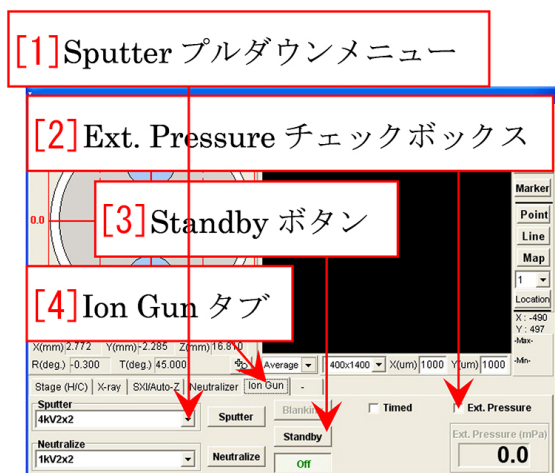 [1]Sputter プルダウンメニュー
[2]Ext. Pressure チェックボックス
[3]Standby ボタン
[4]Ion Gun タブ
0.0
Marker
Point
Line
Map
1
Location
X : -490
Y : 497
-Max-
-Min-
X(mm) 2.772 Y(mm) -2.285 Z(mm) 16.810
R(deg.) -0.300 T(deg.) 45.000 Average 400x1400 X(um) 1000 Y(um) 1000
Stage (H/C) X-ray SXI/Auto-Z Neutralizer Ion Gun -
Sputter
4kV2x2
Sputter
Blanking
Timed
Ext. Pressure
Standby
Ext. Pressure (mPa)
0.0
Neutralize
1kV2x2
Neutralize
Off